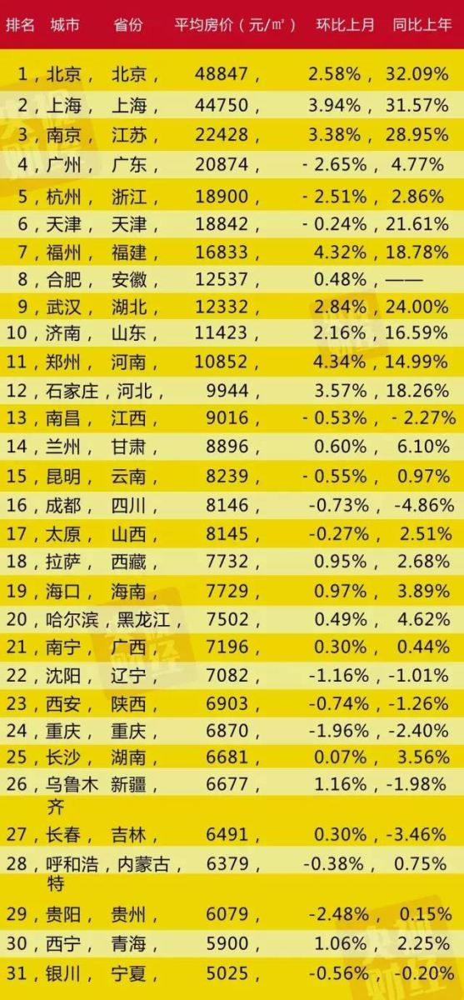 排名 城市 省份 平均房价（元/㎡） 环比上月 同比上年
1，北京， 北京， 48847， 2.58%，32.09%
2，上海， 上海， 44750， 3.94%，31.57%
3，南京， 江苏， 22428， 3.38%，28.95%
4，广州， 广东， 20874， - 2.65%，4.77%
5，杭州， 浙江， 18900， - 2.51%，2.86%
6，天津， 天津， 18842， - 0.24%，21.61%
7，福州， 福建， 16833， 4.32%，18.78%
8，合肥， 安徽， 12537， 0.48%，——
9，武汉， 湖北， 12332， 2.84%，24.00%
10，济南， 山东， 11423， 2.16%，16.59%
11，郑州， 河南， 10852， 4.34%，14.99%
12，石家庄，河北， 9944， 3.57%，18.26%
13，南昌， 江西， 9016， - 0.53%，- 2.27%
14，兰州， 甘肃， 8896， 0.60%，6.10%
15，昆明， 云南， 8239， - 0.55%，0.97%
16，成都， 四川， 8146， -0.73%，-4.86%
17，太原， 山西， 8145， -0.27%，2.51%
18，拉萨， 西藏， 7732， 0.95%，2.68%
19，海口， 海南， 7729， 0.97%，3.89%
20，哈尔滨，黑龙江， 7502， 0.49%，4.62%
21，南宁， 广西， 7196， 0.30%，0.44%
22，沈阳， 辽宁， 7082， -1.16%，-1.01%
23，西安， 陕西， 6903， -0.74%，-1.26%
24，重庆， 重庆， 6870， -1.96%，-2.40%
25，长沙， 湖南， 6681， 0.07%，3.56%
26，乌鲁木 新疆， 6677， 1.16%，-1.98%
齐
27，长春， 吉林， 6491， 0.30%，-3.46%
28，呼和浩，内蒙古， 6379， -0.38%，0.75%
特
29，贵阳， 贵州， 6079， -2.48%，0.15%
30，西宁， 青海， 5900， 1.06%，2.25%
31，银川， 宁夏， 5025， -0.56%，-0.20%
央视
财经